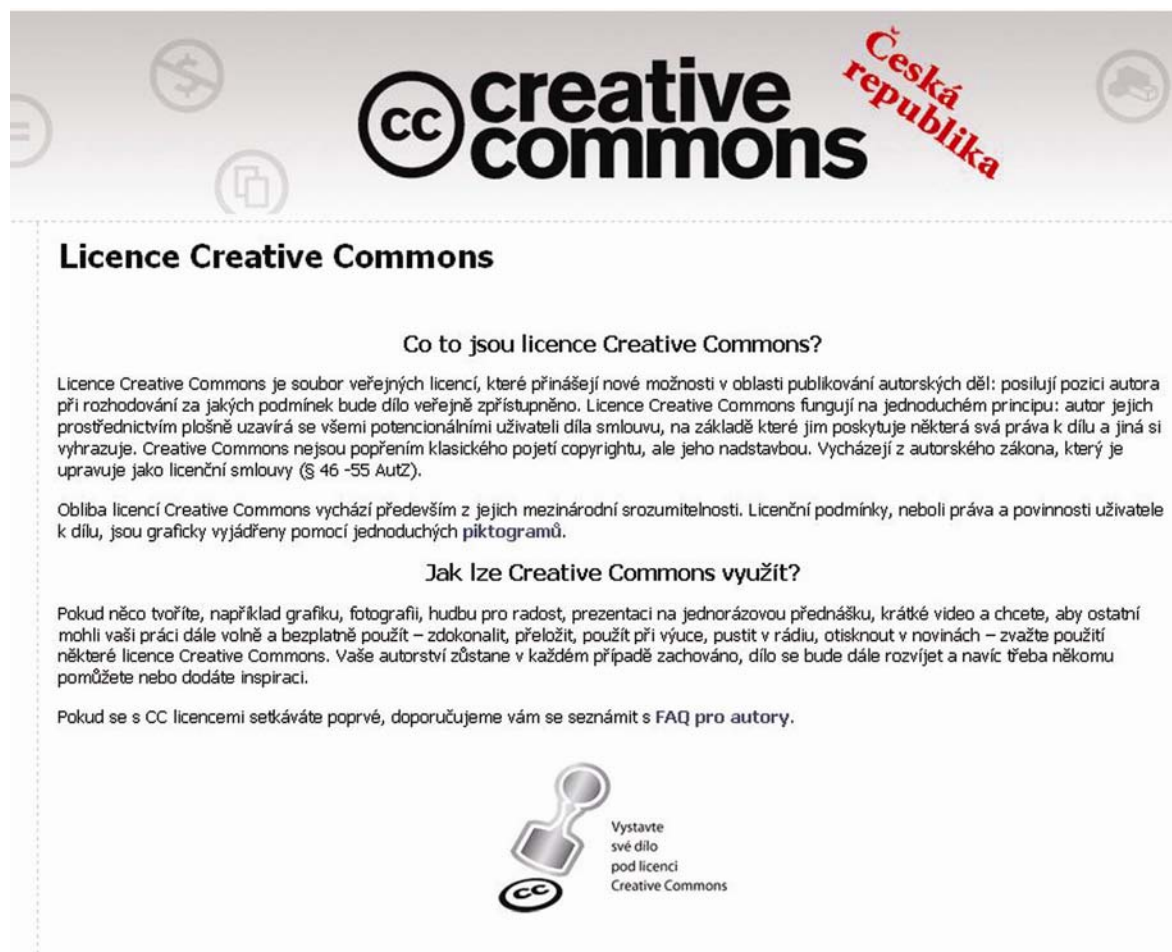 cc creative
commons
Česká
republika
Licence Creative Commons
Co to jsou licence Creative Commons?
Licence Creative Commons je soubor veřejných licencí, které přinášejí nové možnosti v oblasti publikování autorských děl: posilují pozici autora
při rozhodování za jakých podmínek bude dílo veřejně zpřístupněno. Licence Creative Commons fungují na jednoduchém principu: autor jejich
prostřednictvím plošně uzavírá se všemi potencionálními uživateli díla smlouvu, na základě které jim poskytuje některá svá práva k dílu a jiná si
vyhrazuje. Creative Commons nejsou popřením klasického pojetí copyrightu, ale jeho nadstavbou. Vycházejí z autorského zákona, který je
upravuje jako licenční smlouvy (§ 46 -55 AutZ).
Obliba licencí Creative Commons vychází především z jejich mezinárodní srozumitelnosti. Licenční podmínky, neboli práva a povinnosti uživatele
k dílu, jsou graficky vyjádřeny pomocí jednoduchých piktogramů.
Jak lze Creative Commons využít?
Pokud něco tvoříte, například grafiku, fotografii, hudbu pro radost, prezentaci na jednorázovou přednášku, krátké video a chcete, aby ostatní
mohli vaši práci dále volně a bezplatně použít – zdokonalit, přeložit, použít při výuce, pustit v rádiu, otisknout v novinách – zvažte použití
některé licence Creative Commons. Vaše autorství zůstane v každém případě zachováno, dílo se bude dále rozvíjet a navíc třeba někomu
pomůžete nebo dodáte inspiraci.
Pokud se s CC licencemi setkáváte poprvé, doporučujeme vám se seznámit s FAQ pro autory.
Vystavte
své dílo
pod licencí
Creative Commons
cc